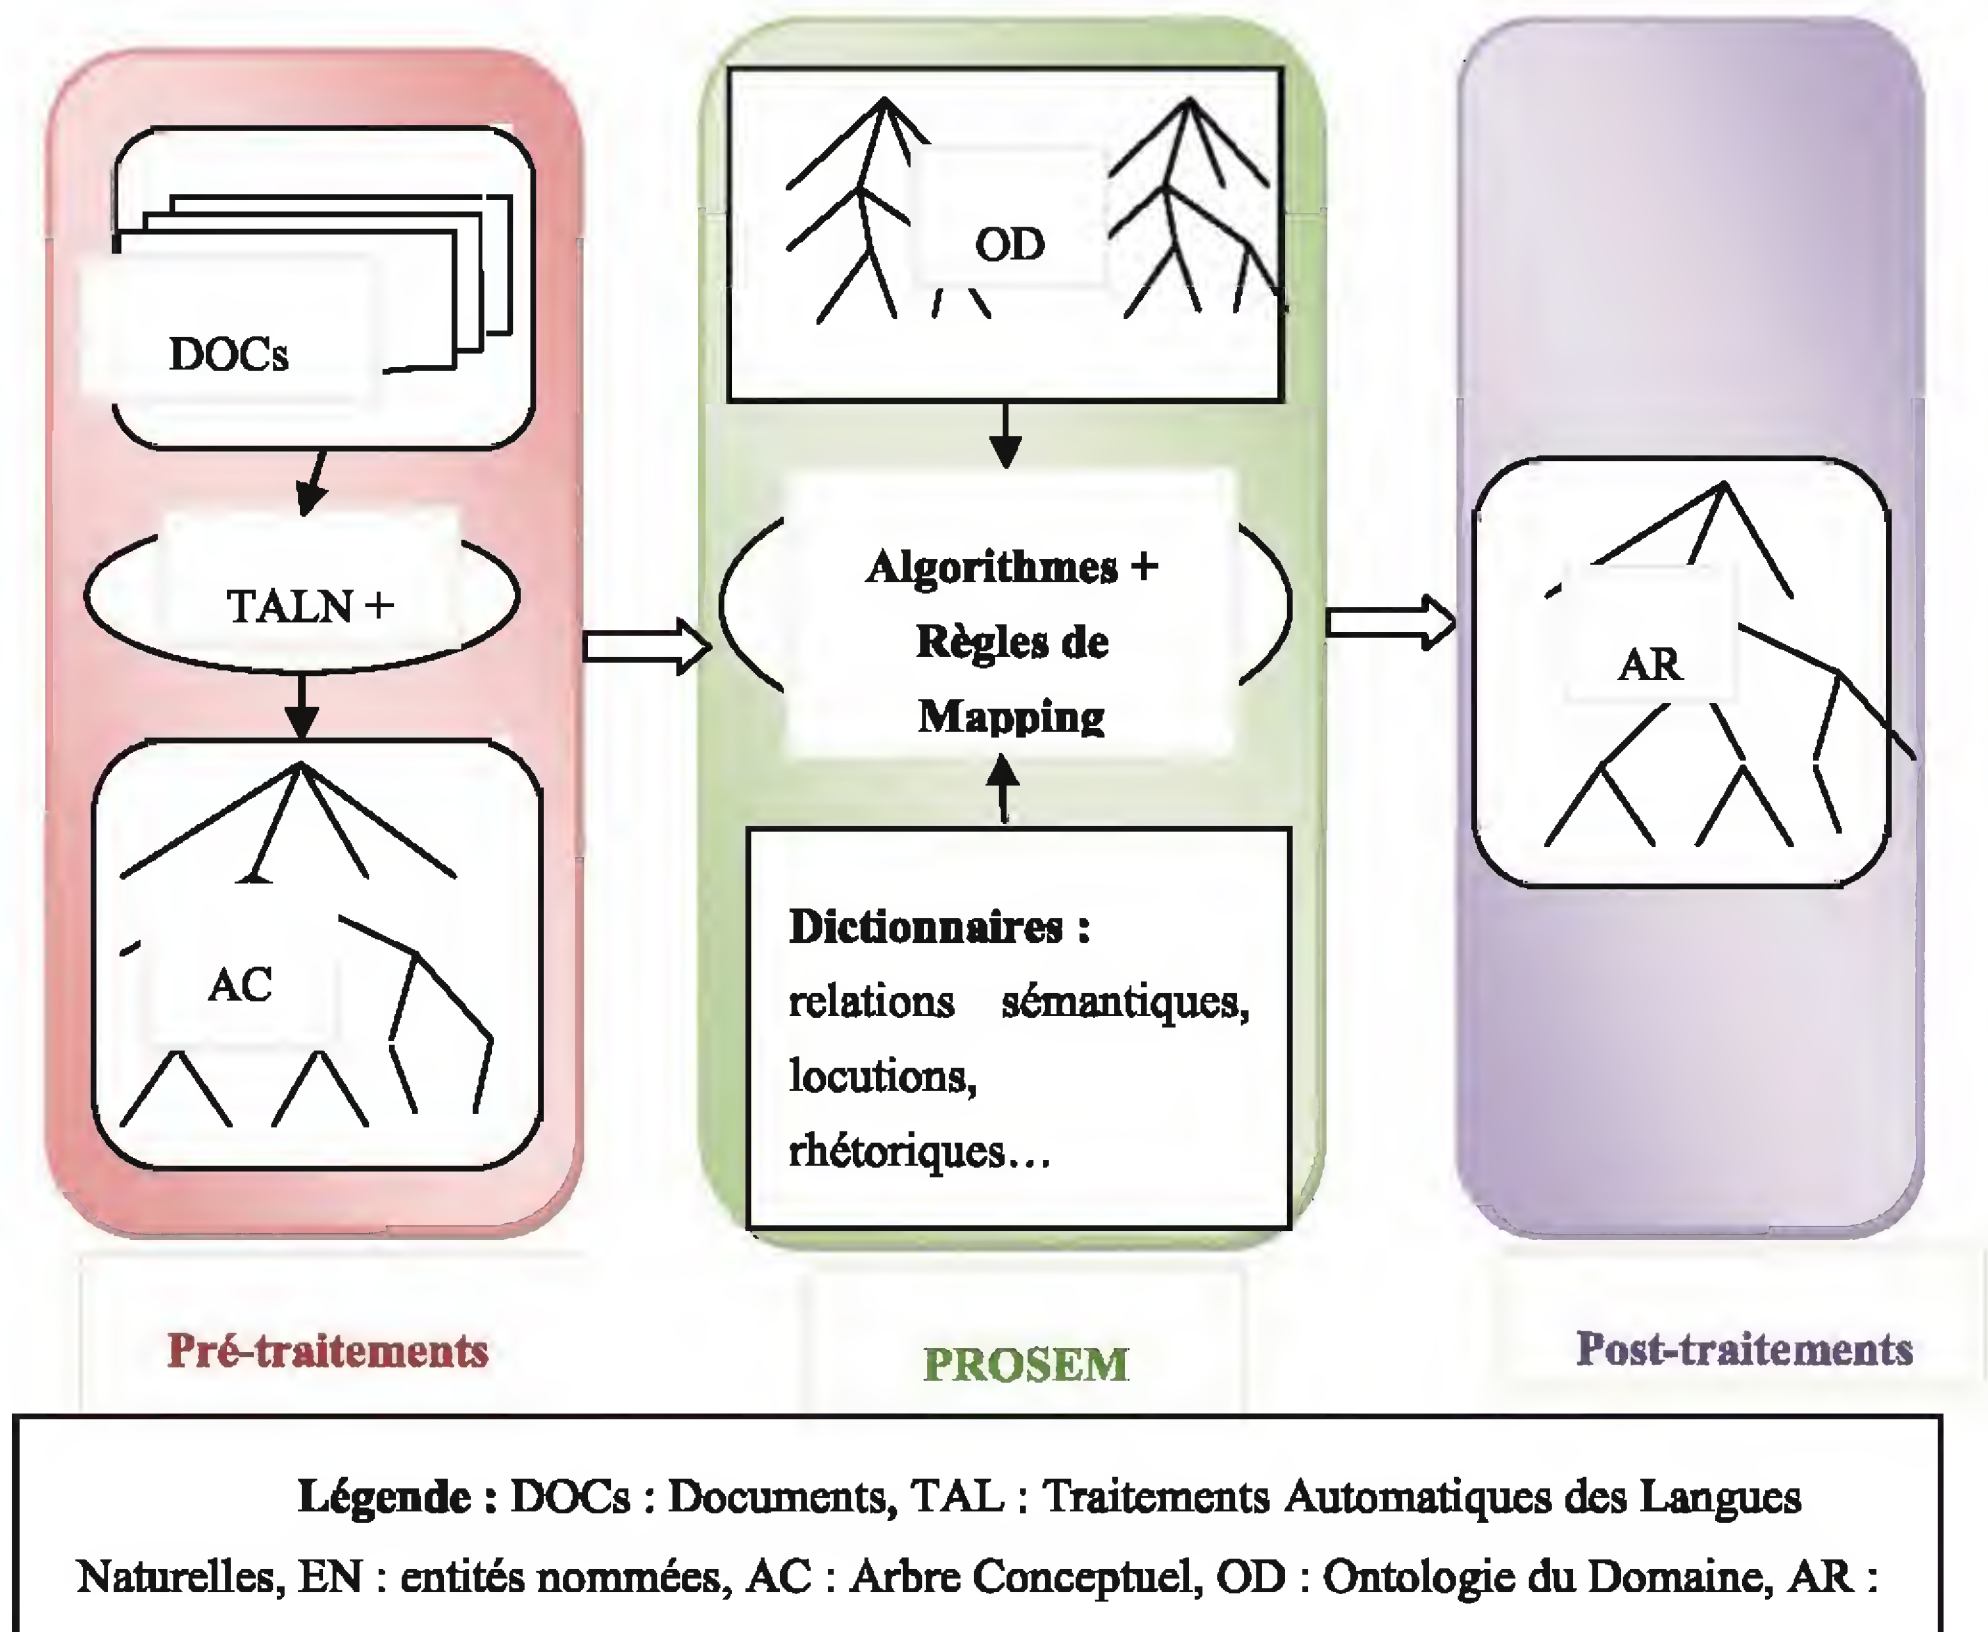 DOCs
TALN +
AC
OD
Algorithmes +
Règles de
Mapping
Dictionnaires :
relations sémantiques,
locutions,
rhétoriques…
AR
Pré-traitements
PROSEM
Post-traitements
Légende : DOCs : Documents, TAL : Traitements Automatiques des Langues
Naturelles, EN : entités nommées, AC : Arbre Conceptuel, OD : Ontologie du Domaine, AR :